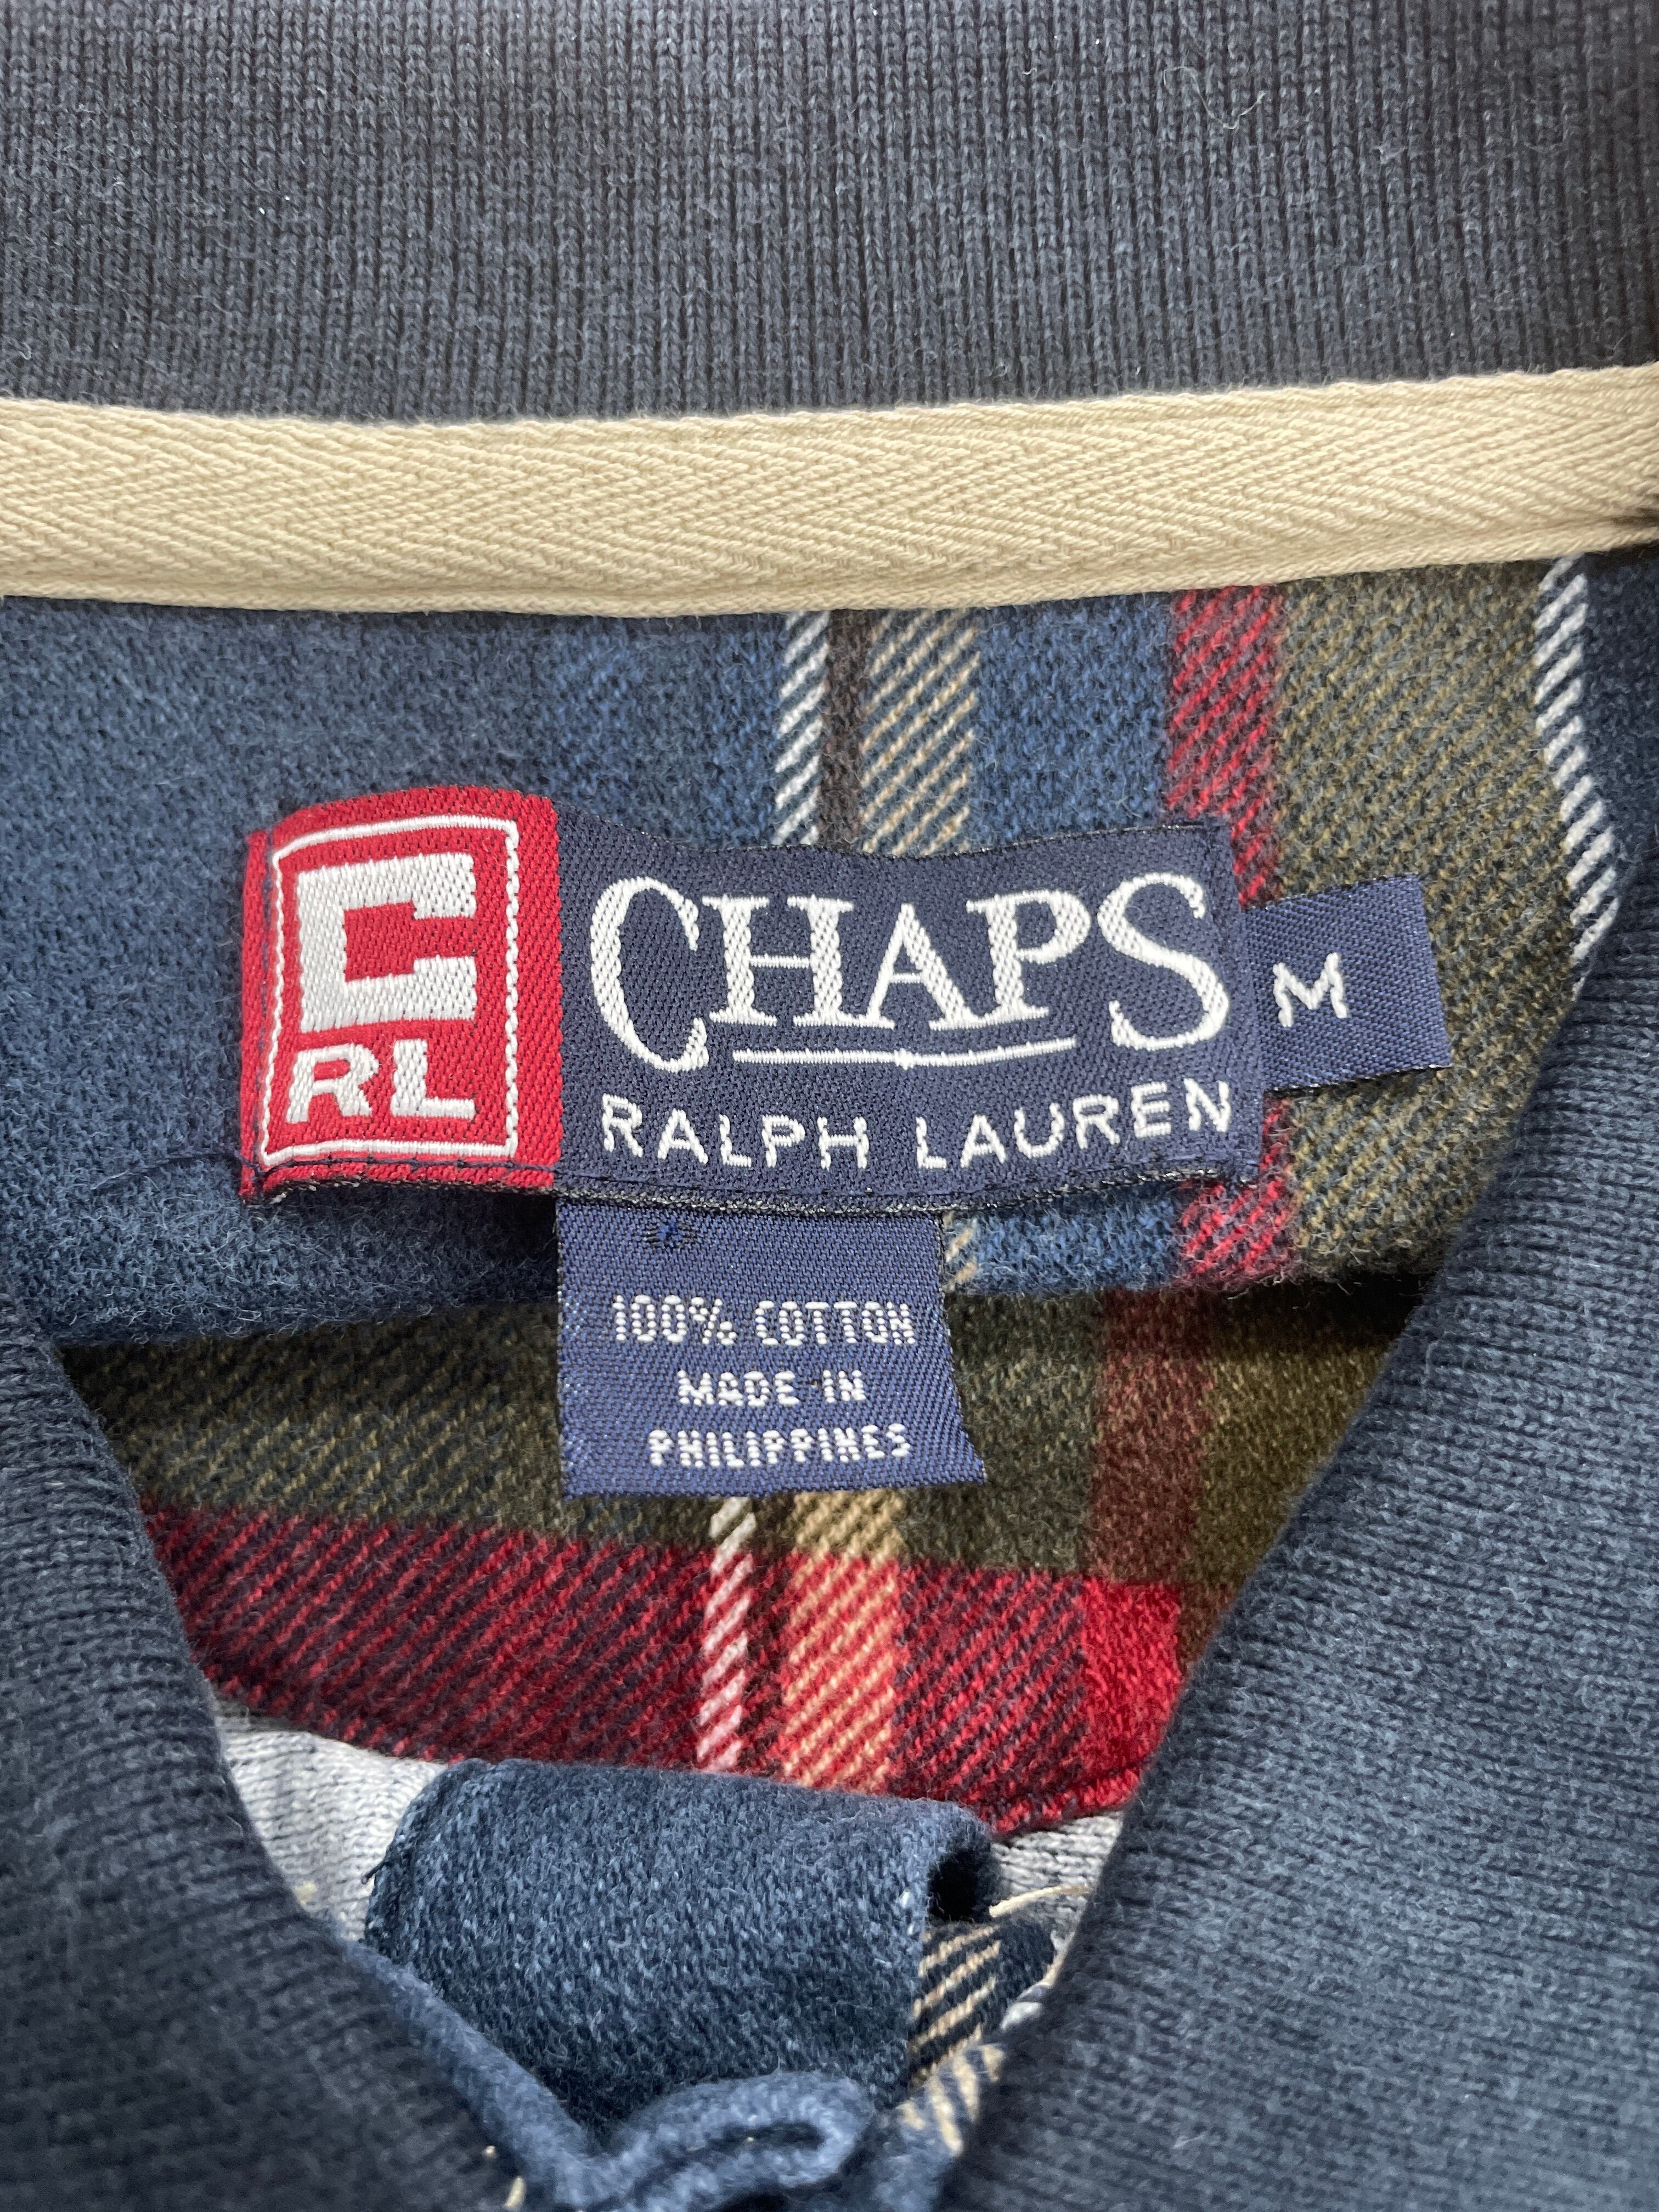 C
RL
CHAPS
RALPH LAUREN
M
100% COTTON
MADE IN
PHILIPPINES